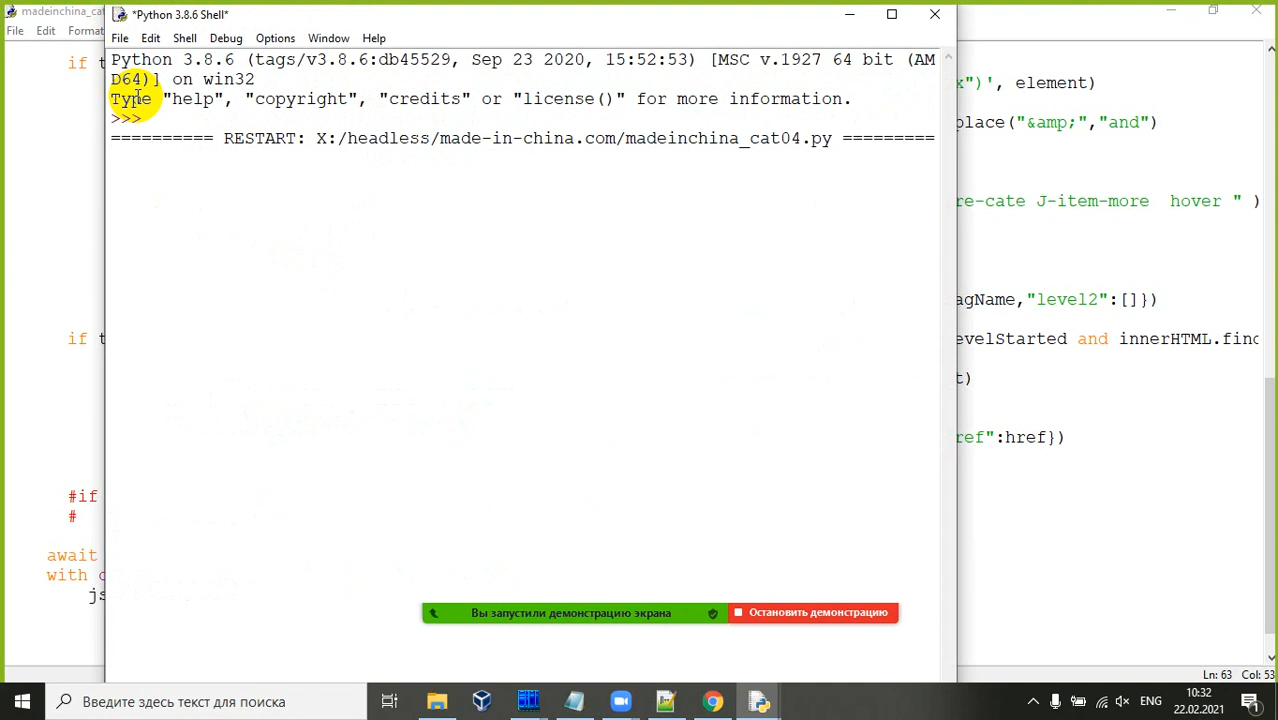 madeinchina_ca
*Python 3.8.6 Shell*
File Edit Format
File Edit Shell Debug Options Window Help
Python 3.8.6 (tags/v3.8.6:db45529, Sep 23 2020, 15:52:53) [MSC v.1927 64 bit (AM
D64)] on win32
Type "help", "copyright", "credits" or "license()" for more information.
>>>
========== RESTART: X:/headless/made-in-china.com/madeinchina_cat04.py =========
if t
x")', element)
place("&amp;","and")
re-cate J-item-more  hover " )
agName,"level2":[]})
if t
evelStarted and innerHTML.find
t)
ref":href})
#if
#
await
with o
js
Вы запустили демонстрацию экрана
Остановить демонстрацию
Ln: 63 Col: 53
Введите здесь текст для поиска
ENG
10:32
22.02.2021